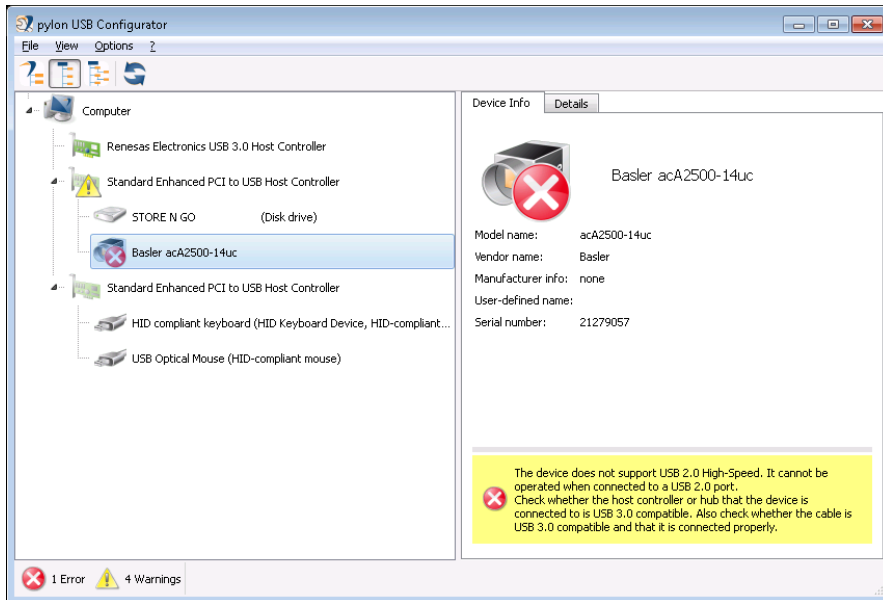 pylon USB Configurator
File View Options ?
Computer
Renesas Electronics USB 3.0 Host Controller
Standard Enhanced PCI to USB Host Controller
STORE N GO (Disk drive)
Basler acA2500-14uc
Standard Enhanced PCI to USB Host Controller
HID compliant keyboard (HID Keyboard Device, HID-compliant...
USB Optical Mouse (HID-compliant mouse)
Device Info Details
Basler acA2500-14uc
Model name: acA2500-14uc
Vendor name: Basler
Manufacturer info: none
User-defined name:
Serial number: 21279057
The device does not support USB 2.0 High-Speed. It cannot be
operated when connected to a USB 2.0 port.
Check whether the host controller or hub that the device is
connected to is USB 3.0 compatible. Also check whether the cable is
USB 3.0 compatible and that it is connected properly.
1 Error 4 Warnings